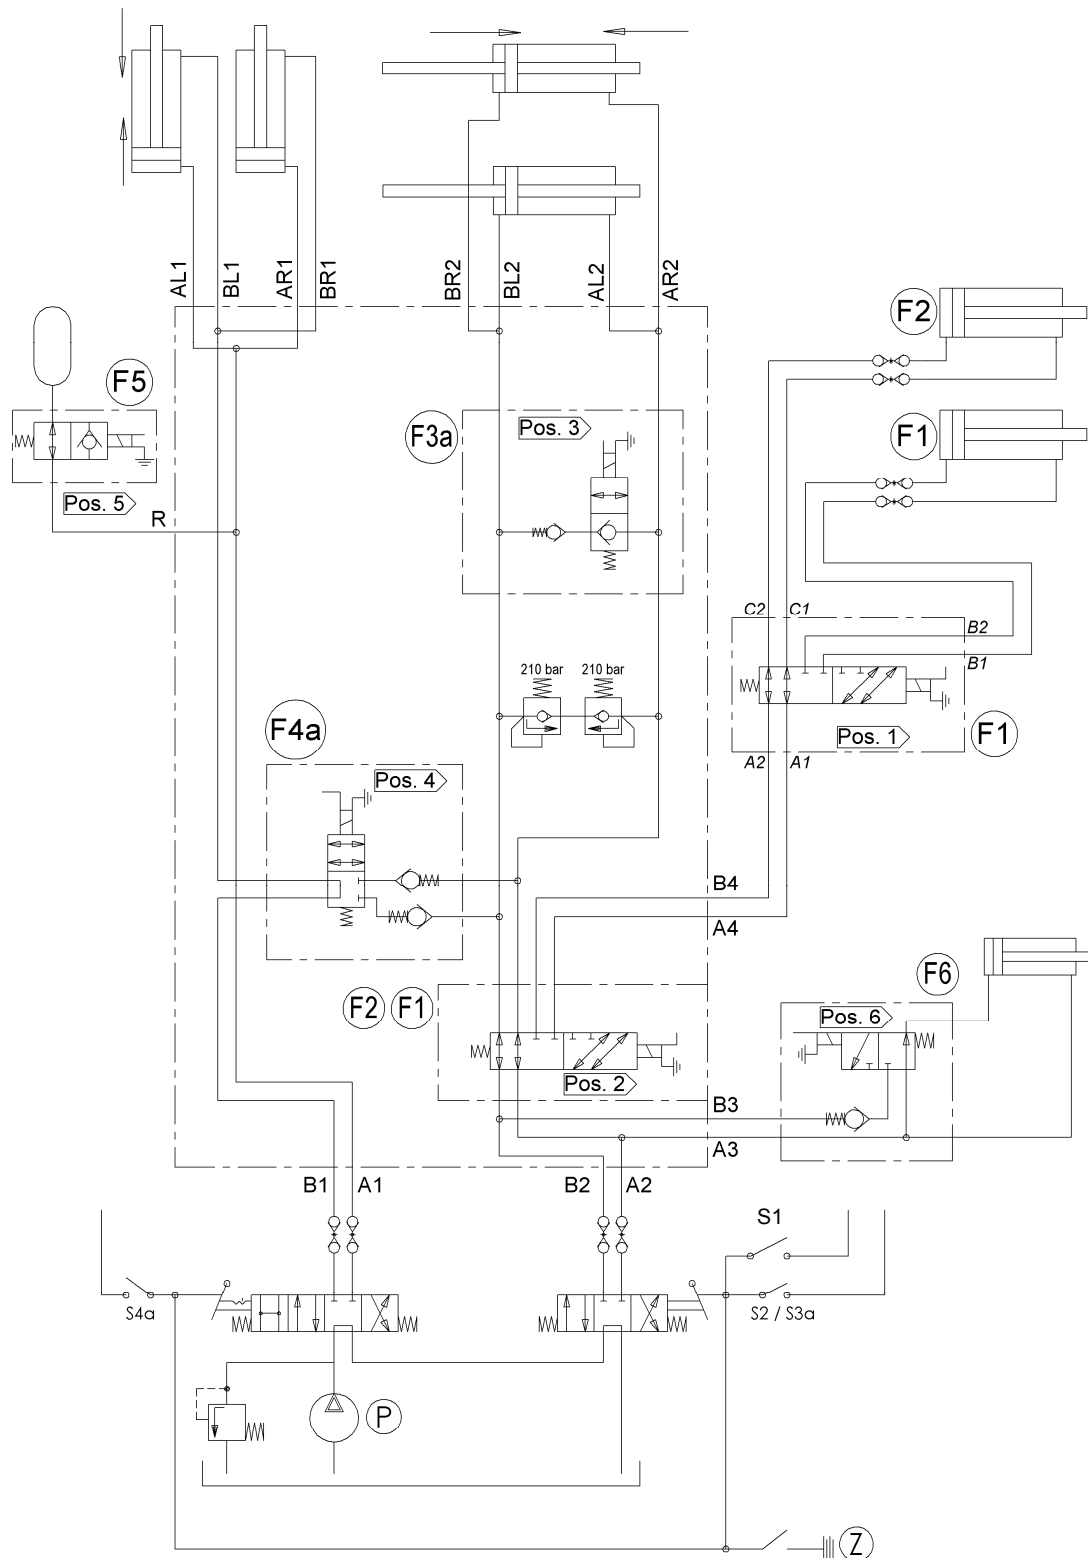 AL1
BL1
AR1
BR1
BR2
BL2
AL2
AR2
F2
F5
F3a
Pos. 3
F1
Pos. 5
R
C2
C1
B2
B1
210 bar
210 bar
F4a
Pos. 1
F1
A2
A1
Pos. 4
B4
A4
F2
F1
F6
Pos. 6
Pos. 2
B3
A3
B1
A1
B2
A2
S1
S4a
S2 / S3a
P
Z